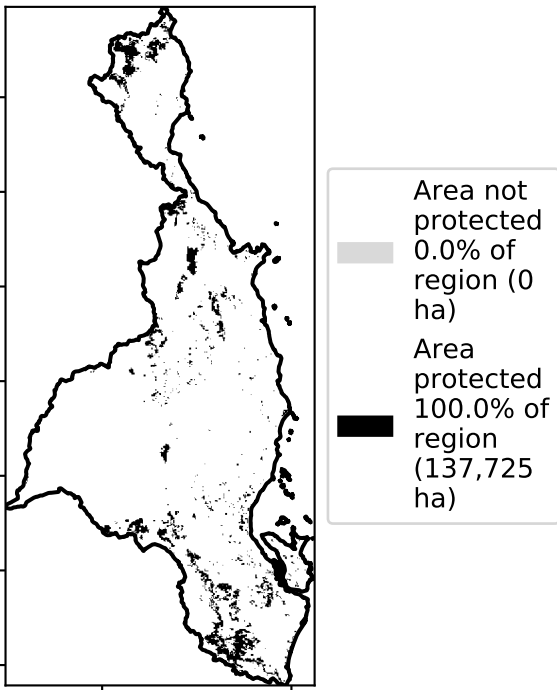 Area not
protected
0.0% of
region (0
ha)
Area
protected
100.0% of
region
(137,725
ha)